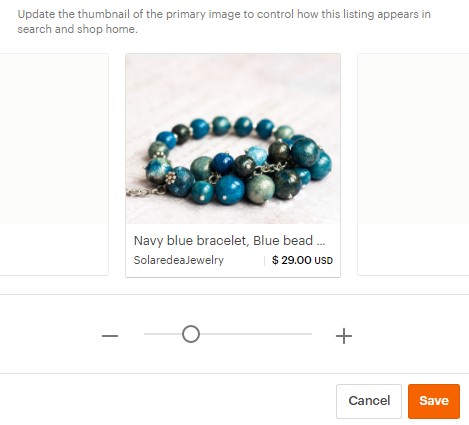 Update the thumbnail of the primary image to control how this listing appears in
search and shop home.
Navy blue bracelet, Blue bead ...
SolaredeaJewelry
$ 29.00 USD
Cancel
Save